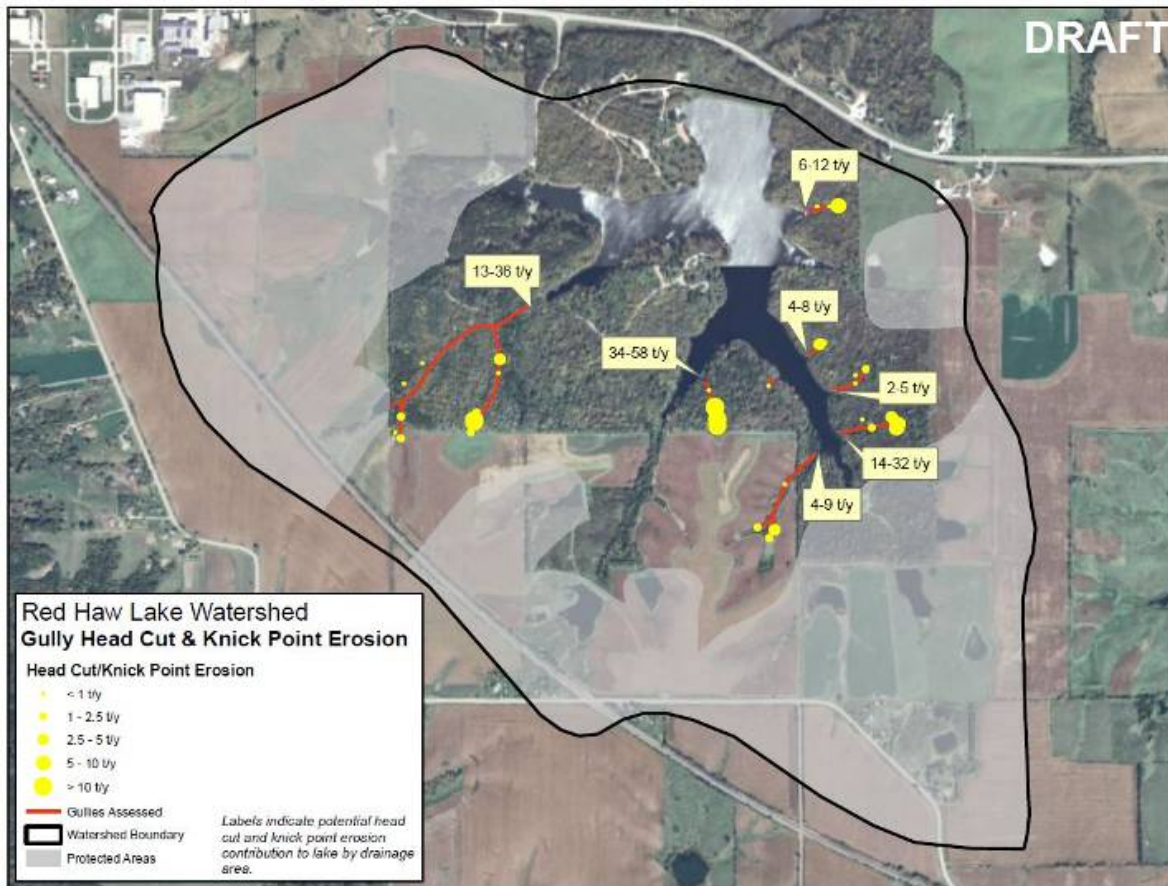 DRAFT
6-12 t/y
13-36 t/y
4-8 t/y
34-58 t/y
2-5 t/y
14-32 t/y
4-9 t/y
Red Haw Lake Watershed
Gully Head Cut & Knick Point Erosion
Head Cut/Knick Point Erosion
< 1 t/y
1 - 2.5 t/y
2.5 - 5 t/y
5 - 10 t/y
> 10 t/y
Gullies Assessed
Watershed Boundary
Protected Areas
Labels indicate potential head
cut and knick point erosion
contribution to lake by drainage
area.